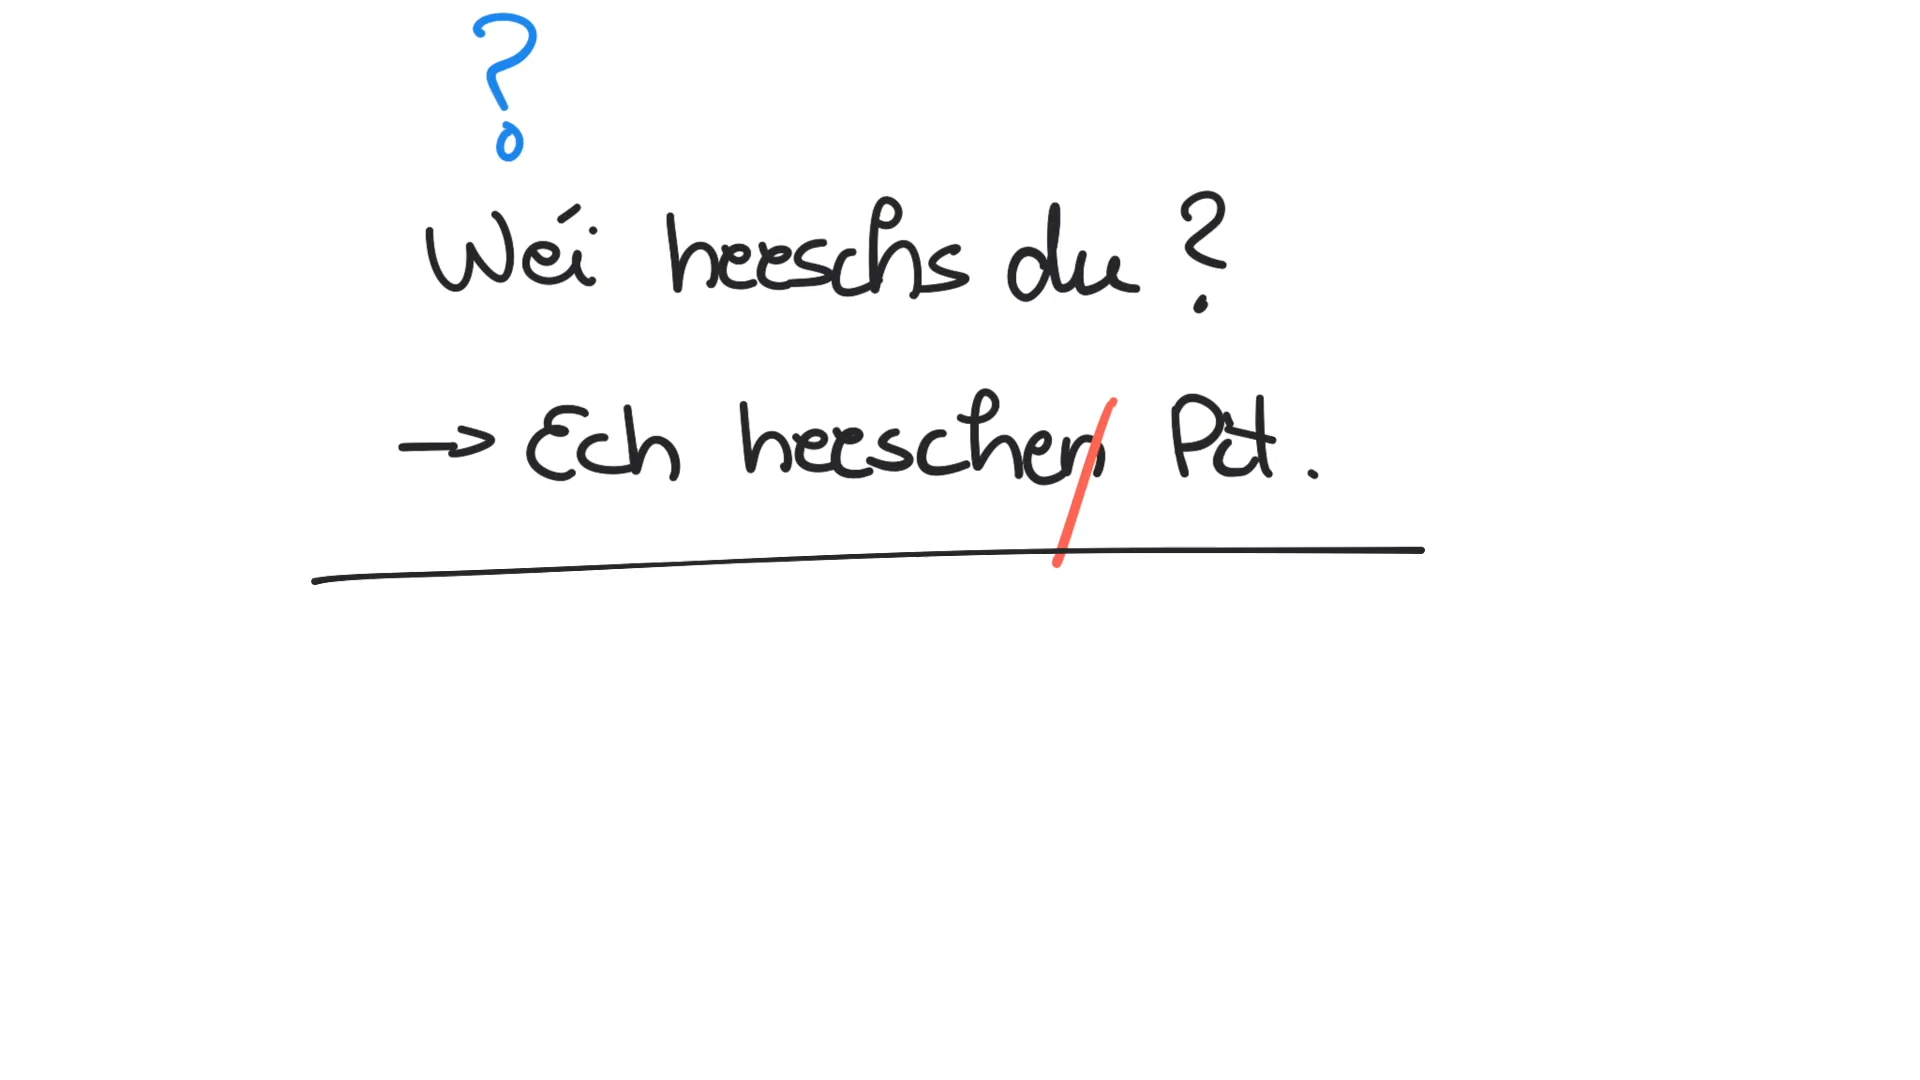 ?
Wéi heeschs du ?
→ Ech heeschen Pit .